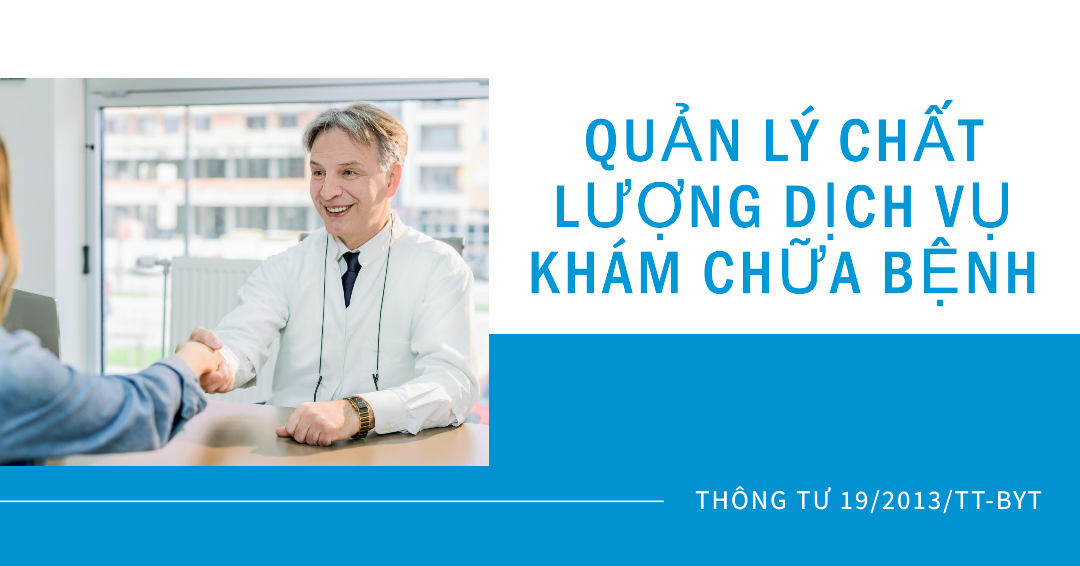 QUẢN LÝ CHẤT
LƯỢNG DỊCH VỤ
KHÁM CHỮA BỆNH
THÔNG TƯ 19/2013/TT-BYT